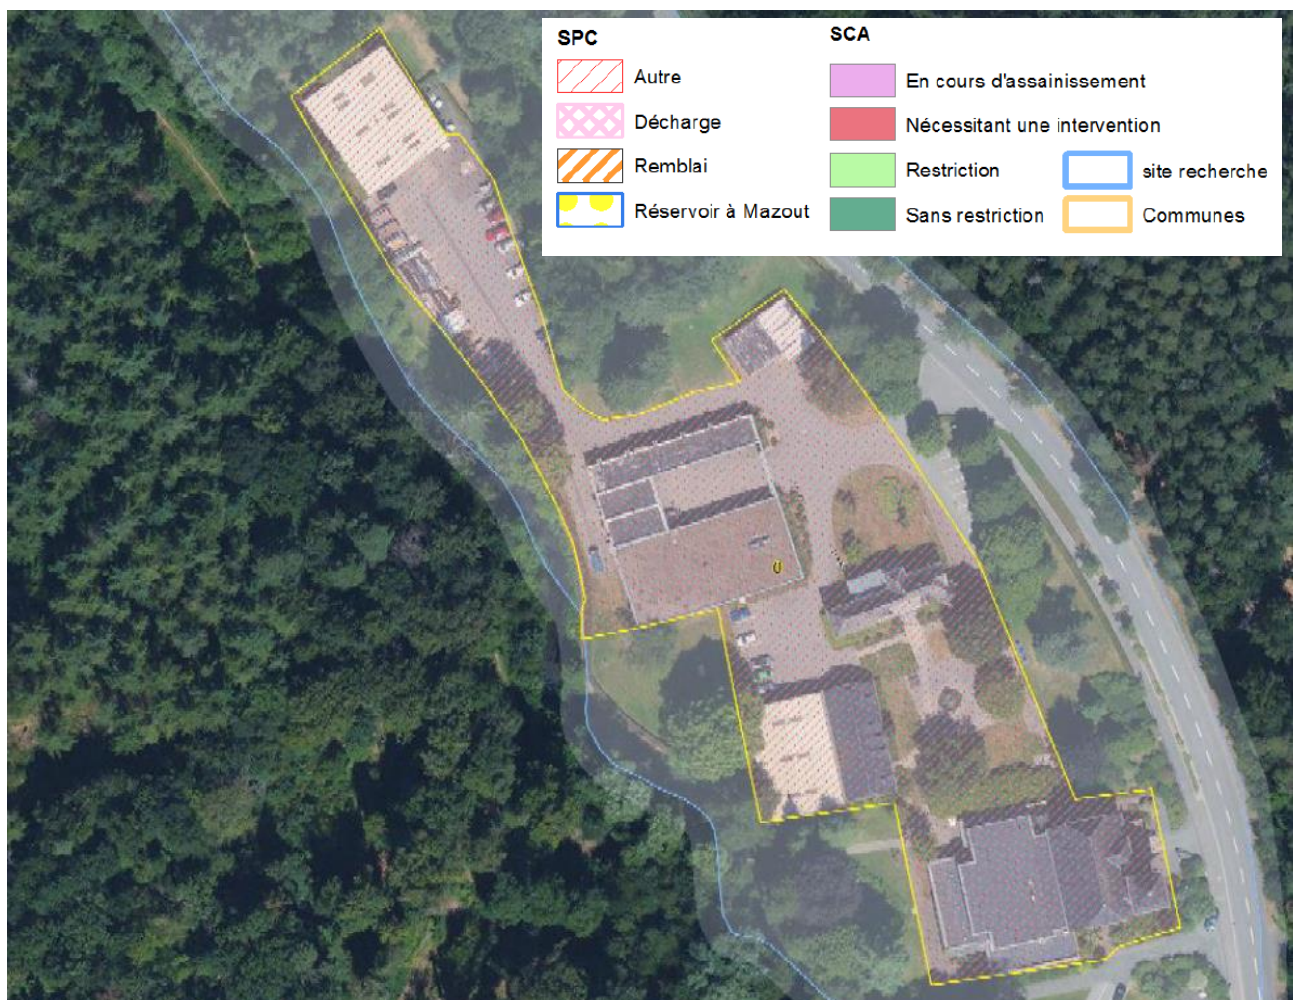 SPC
Autre
Décharge
Remblai
Réservoir à Mazout
SCA
En cours d'assainissement
Nécessitant une intervention
Restriction
Sans restriction
site recherche
Communes